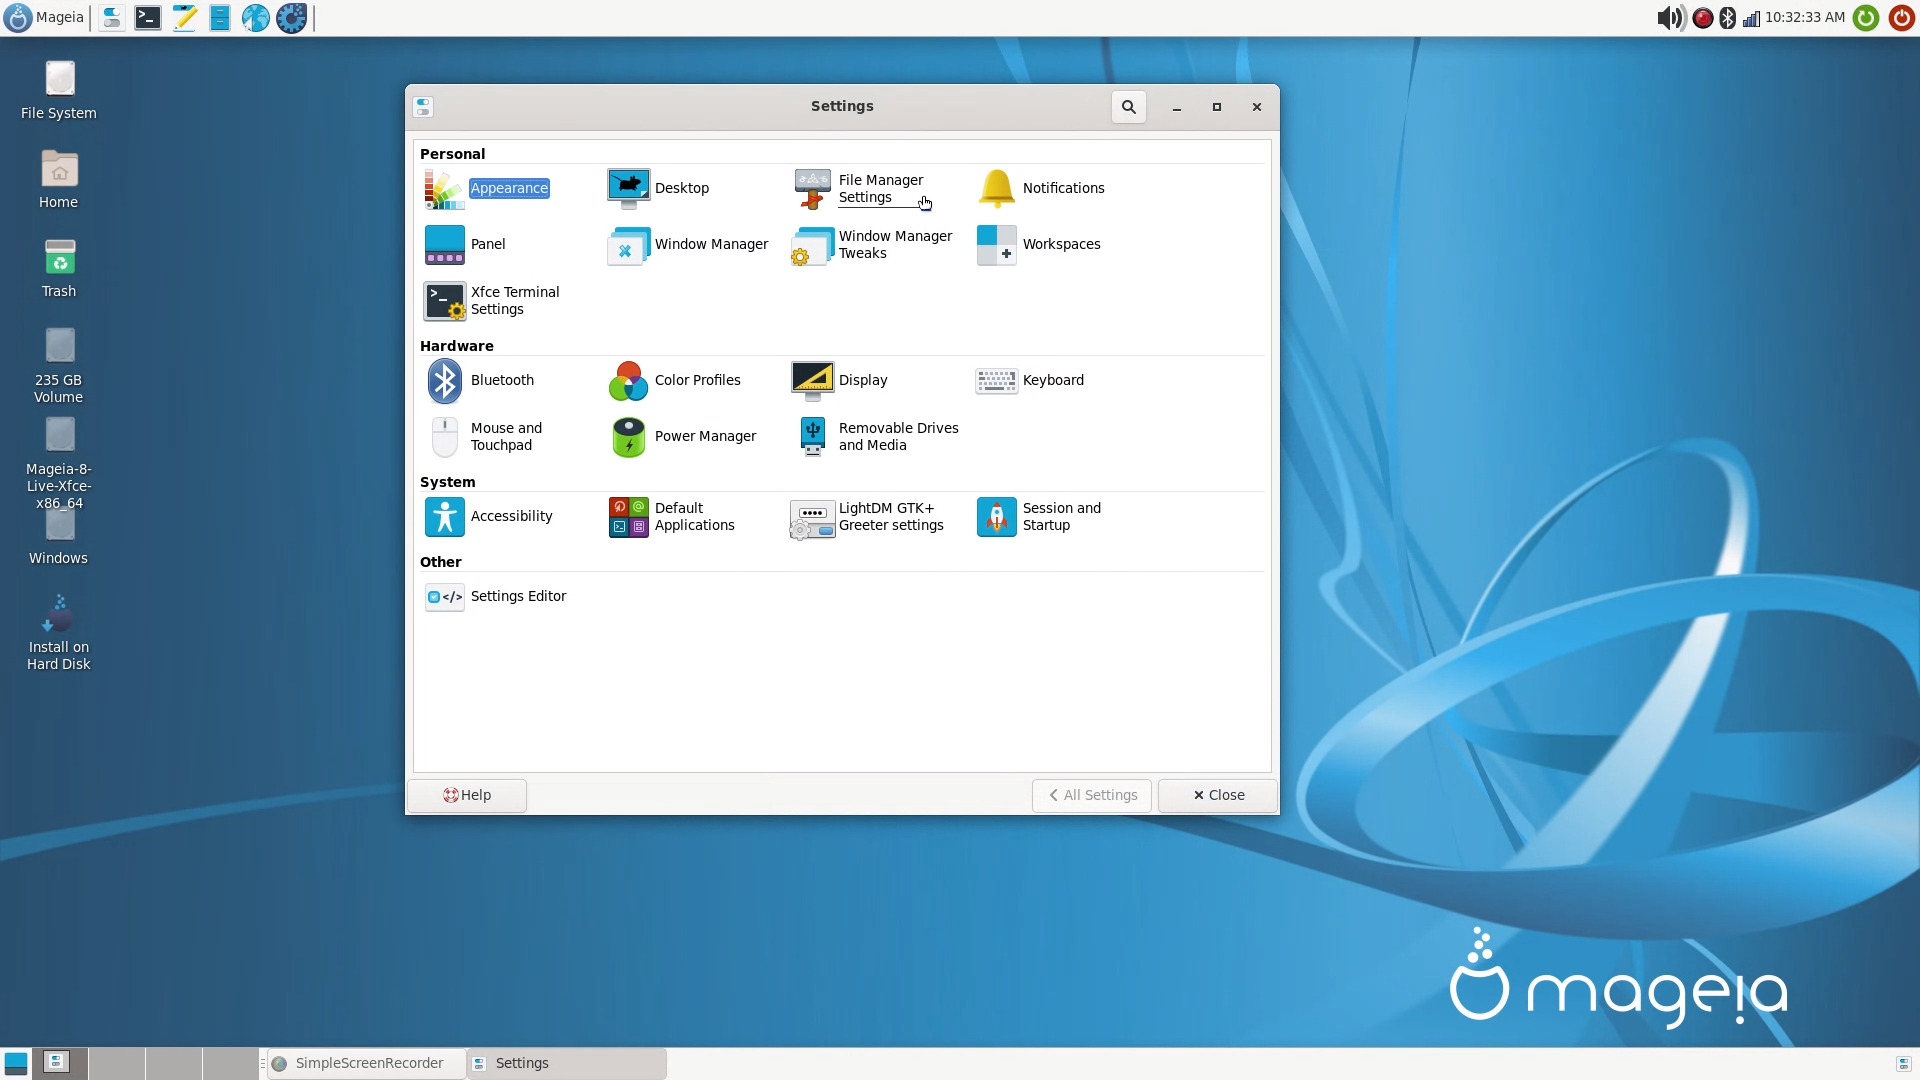 Mageia
10:32:33 AM
File System
Home
Trash
235 GB
Volume
Mageia-8-
Live-Xfce-
x86_64
Windows
Install on
Hard Disk
Settings
Personal
Appearance
Desktop
File Manager
Settings
Notifications
Panel
Window Manager
Window Manager
Tweaks
Workspaces
Xfce Terminal
Settings
Hardware
Bluetooth
Color Profiles
Display
Keyboard
Mouse and
Touchpad
Power Manager
Removable Drives
and Media
System
Accessibility
Default
Applications
LightDM GTK+
Greeter settings
Session and
Startup
Other
Settings Editor
Help
All Settings
Close
mageia
SimpleScreenRecorder
Settings